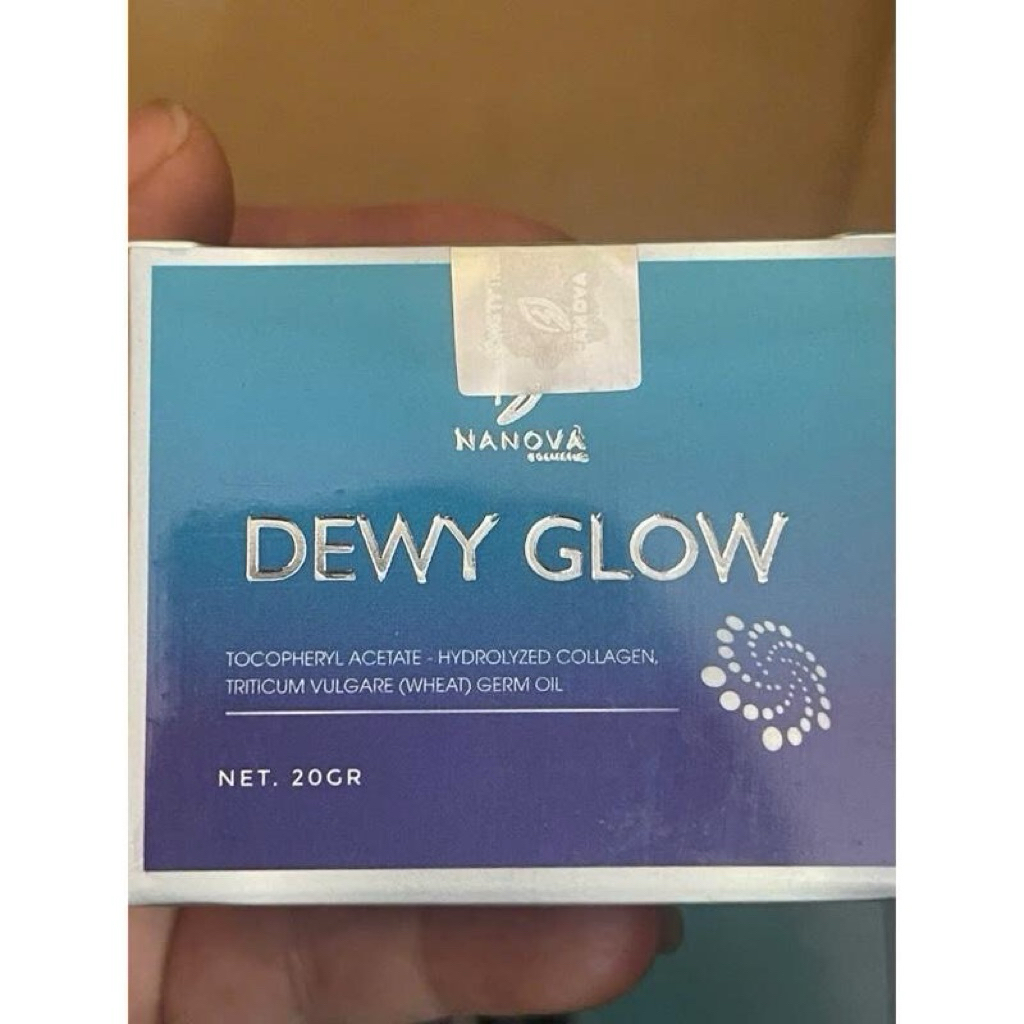 NANOVA
DEWY GLOW
TOCOPHERYL ACETATE - HYDROLYZED COLLAGEN,
TRITICUM VULGARE (WHEAT) GERM OIL
NET. 20GR